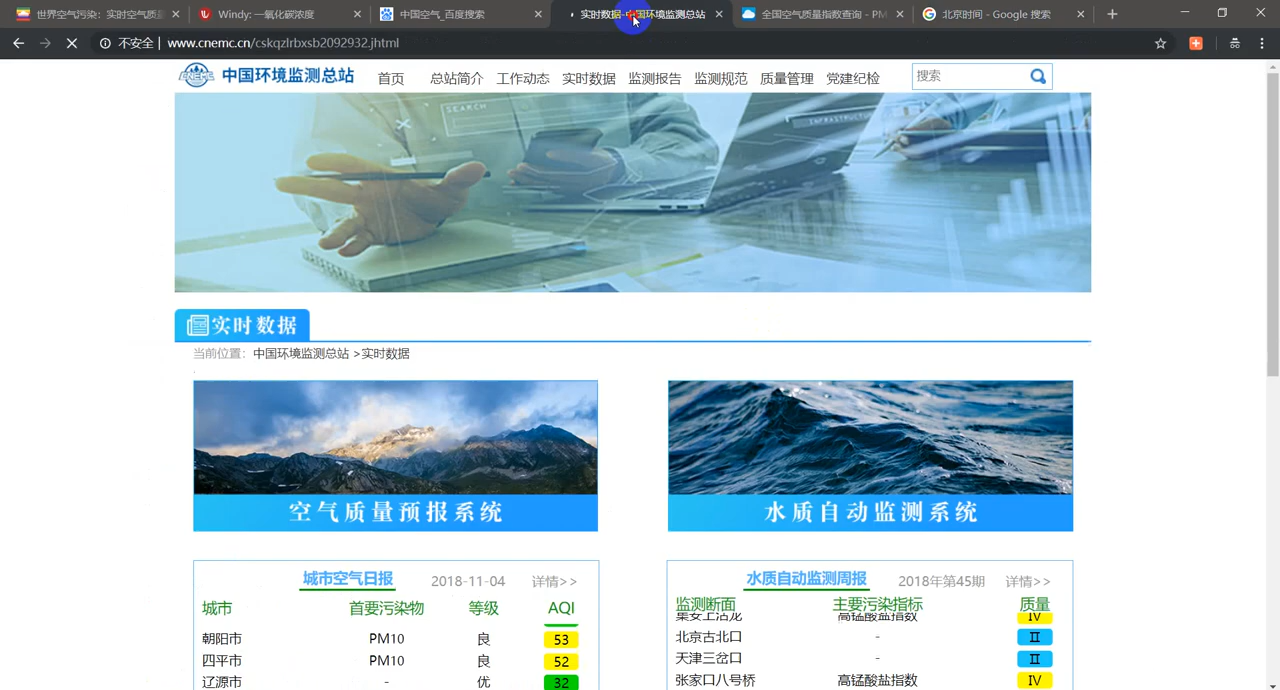 世界空气污染：实时空气质量
Windy: 一氧化碳浓度
中国空气_百度搜索
实时数据-中国环境监测总站
全国空气质量指数查询 - PM
北京时间 - Google 搜索
不安全 | www.cnemc.cn/cskqzlrbxsb2092932.jhtml
CNEMC 中国环境监测总站 首页 总站简介 工作动态 实时数据 监测报告 监测规范 质量管理 党建纪检 搜索
SEARCH
INFRASTRUCTURE
实时数据
当前位置: 中国环境监测总站 >实时数据
空气质量预报系统
水质自动监测系统
城市空气日报 2018-11-04 详情>>
城市 首要污染物 等级 AQI
朝阳市 PM10 良 53
四平市 PM10 良 52
辽源市 - 优 32
水质自动监测周报 2018年第45期 详情>>
监测断面 主要污染指标 质量
高锰酸盐指数 IV
北京古北口 - II
天津三岔口 - II
张家口八号桥 高锰酸盐指数 IV